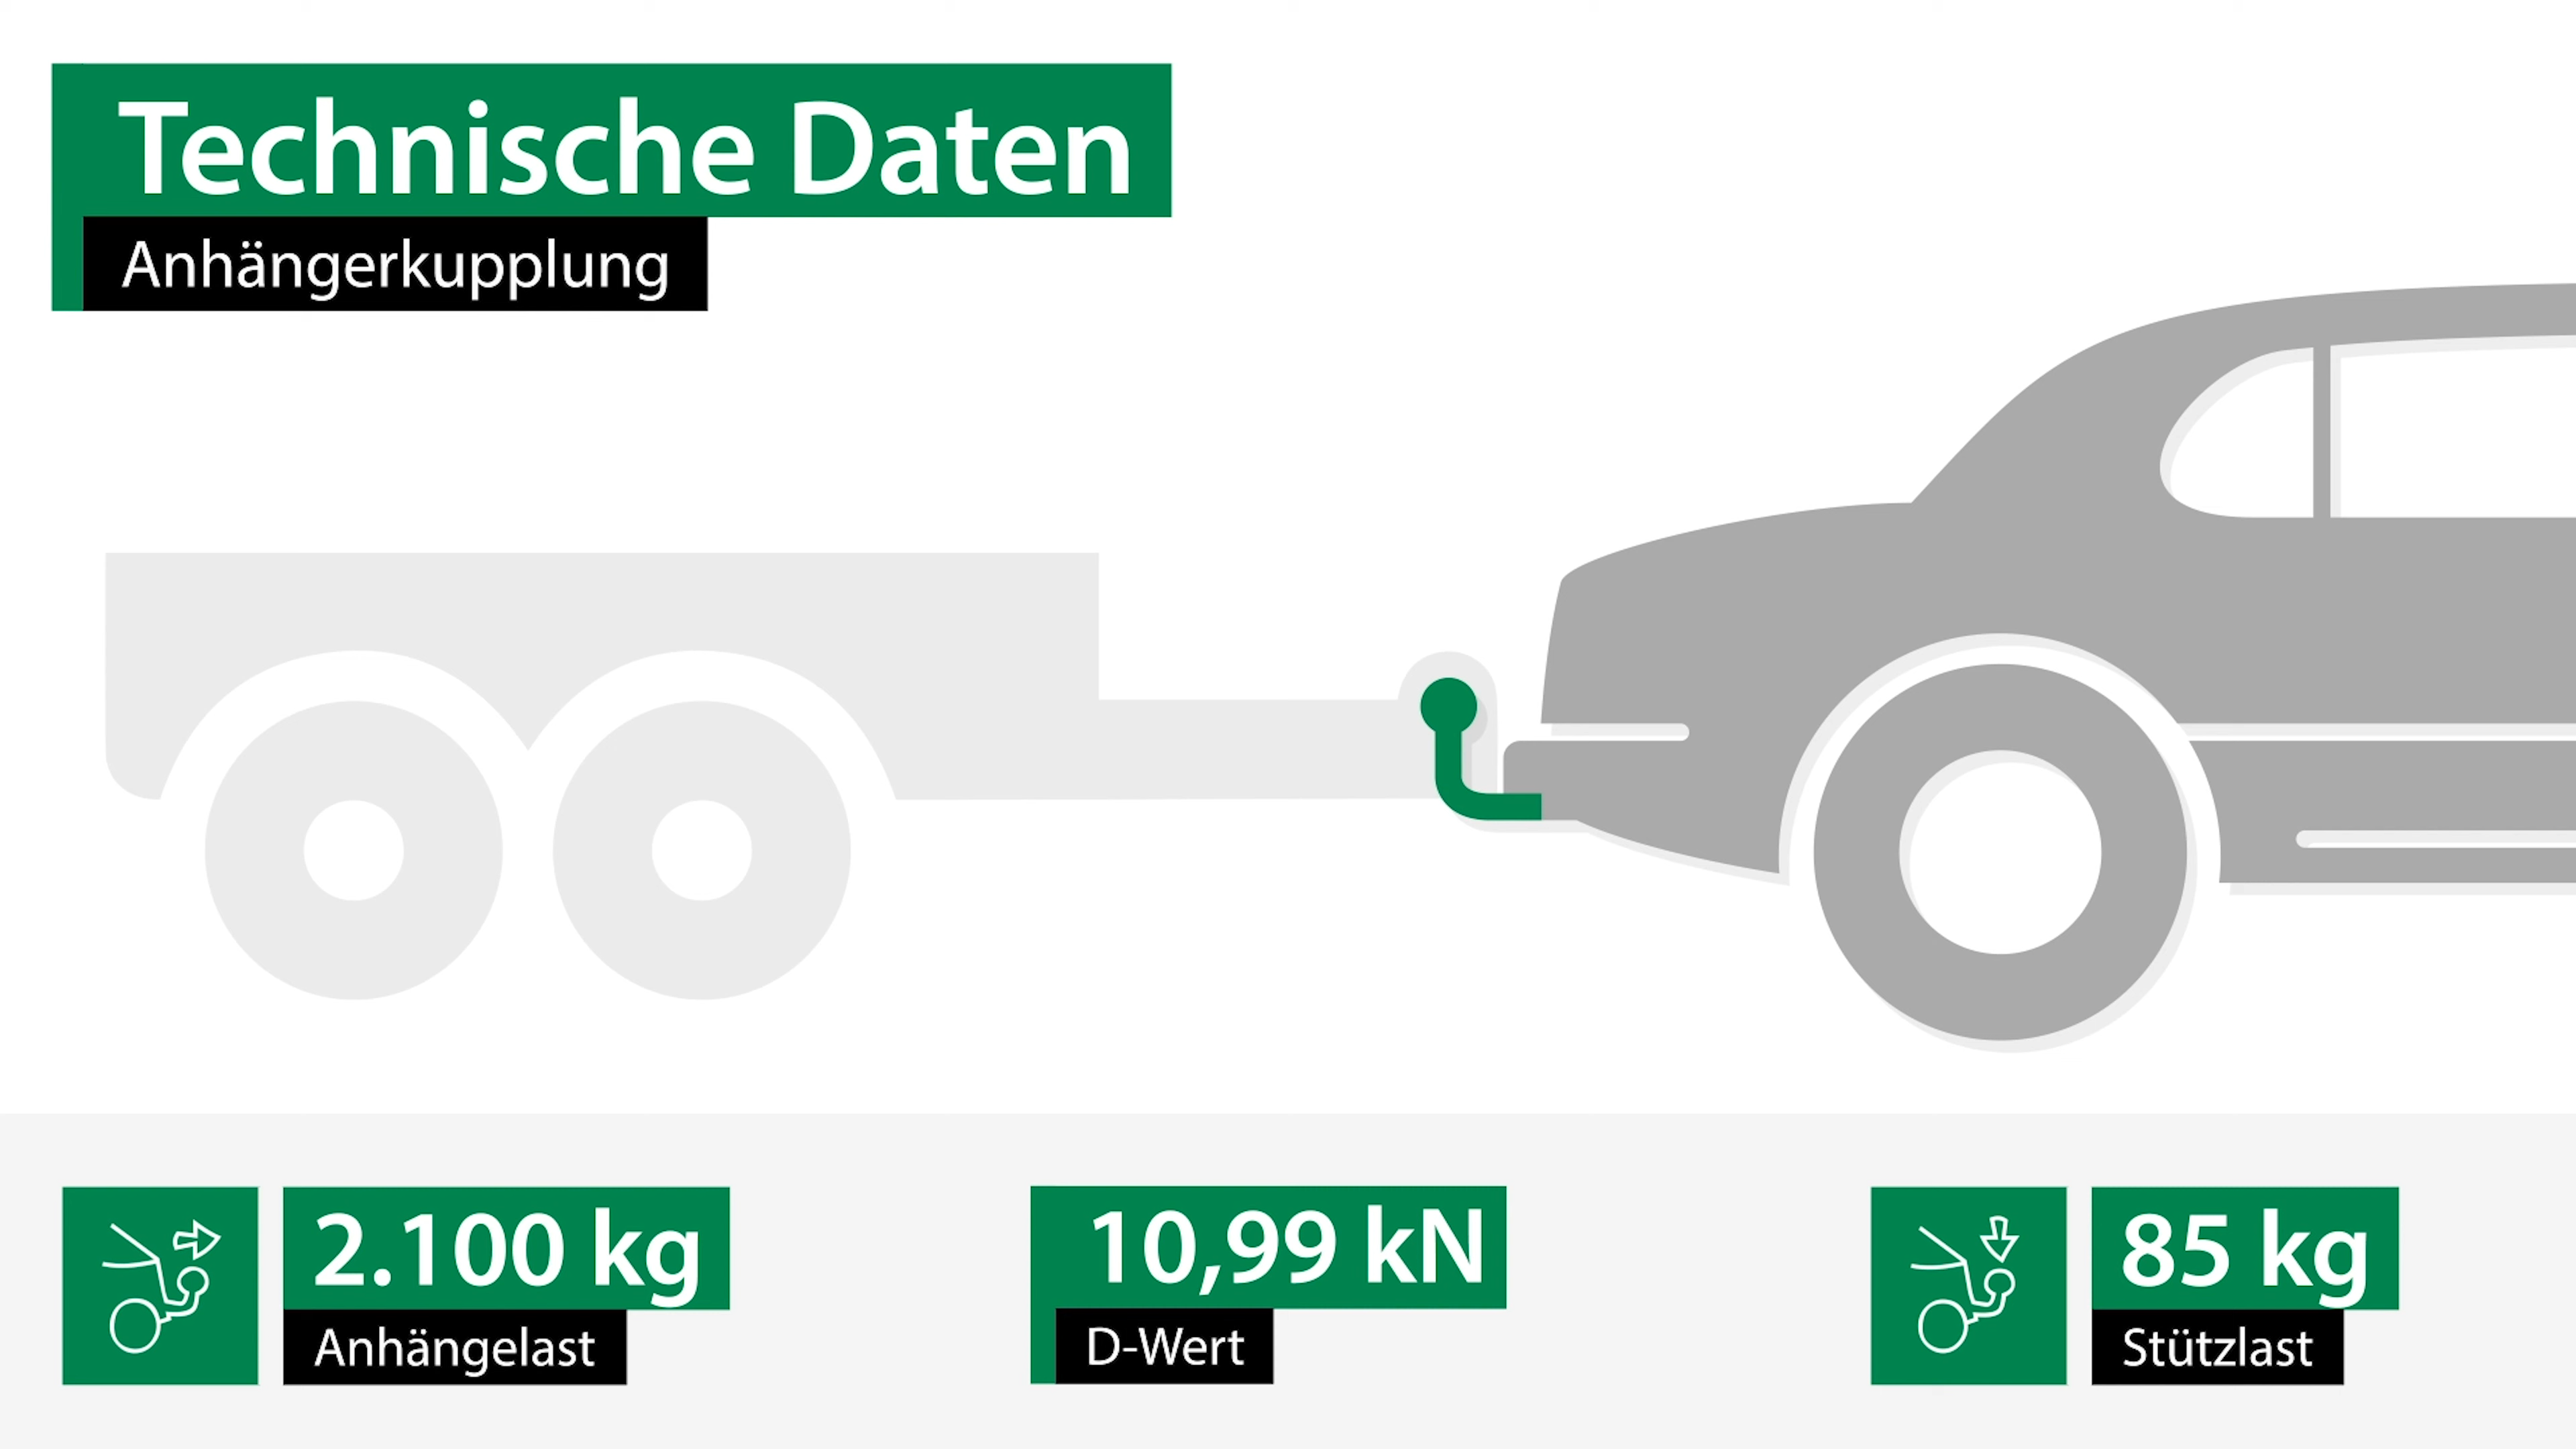 Technische Daten
Anhängerkupplung
2.100 kg
Anhängelast
10,99 kN
D-Wert
85 kg
Stützlast